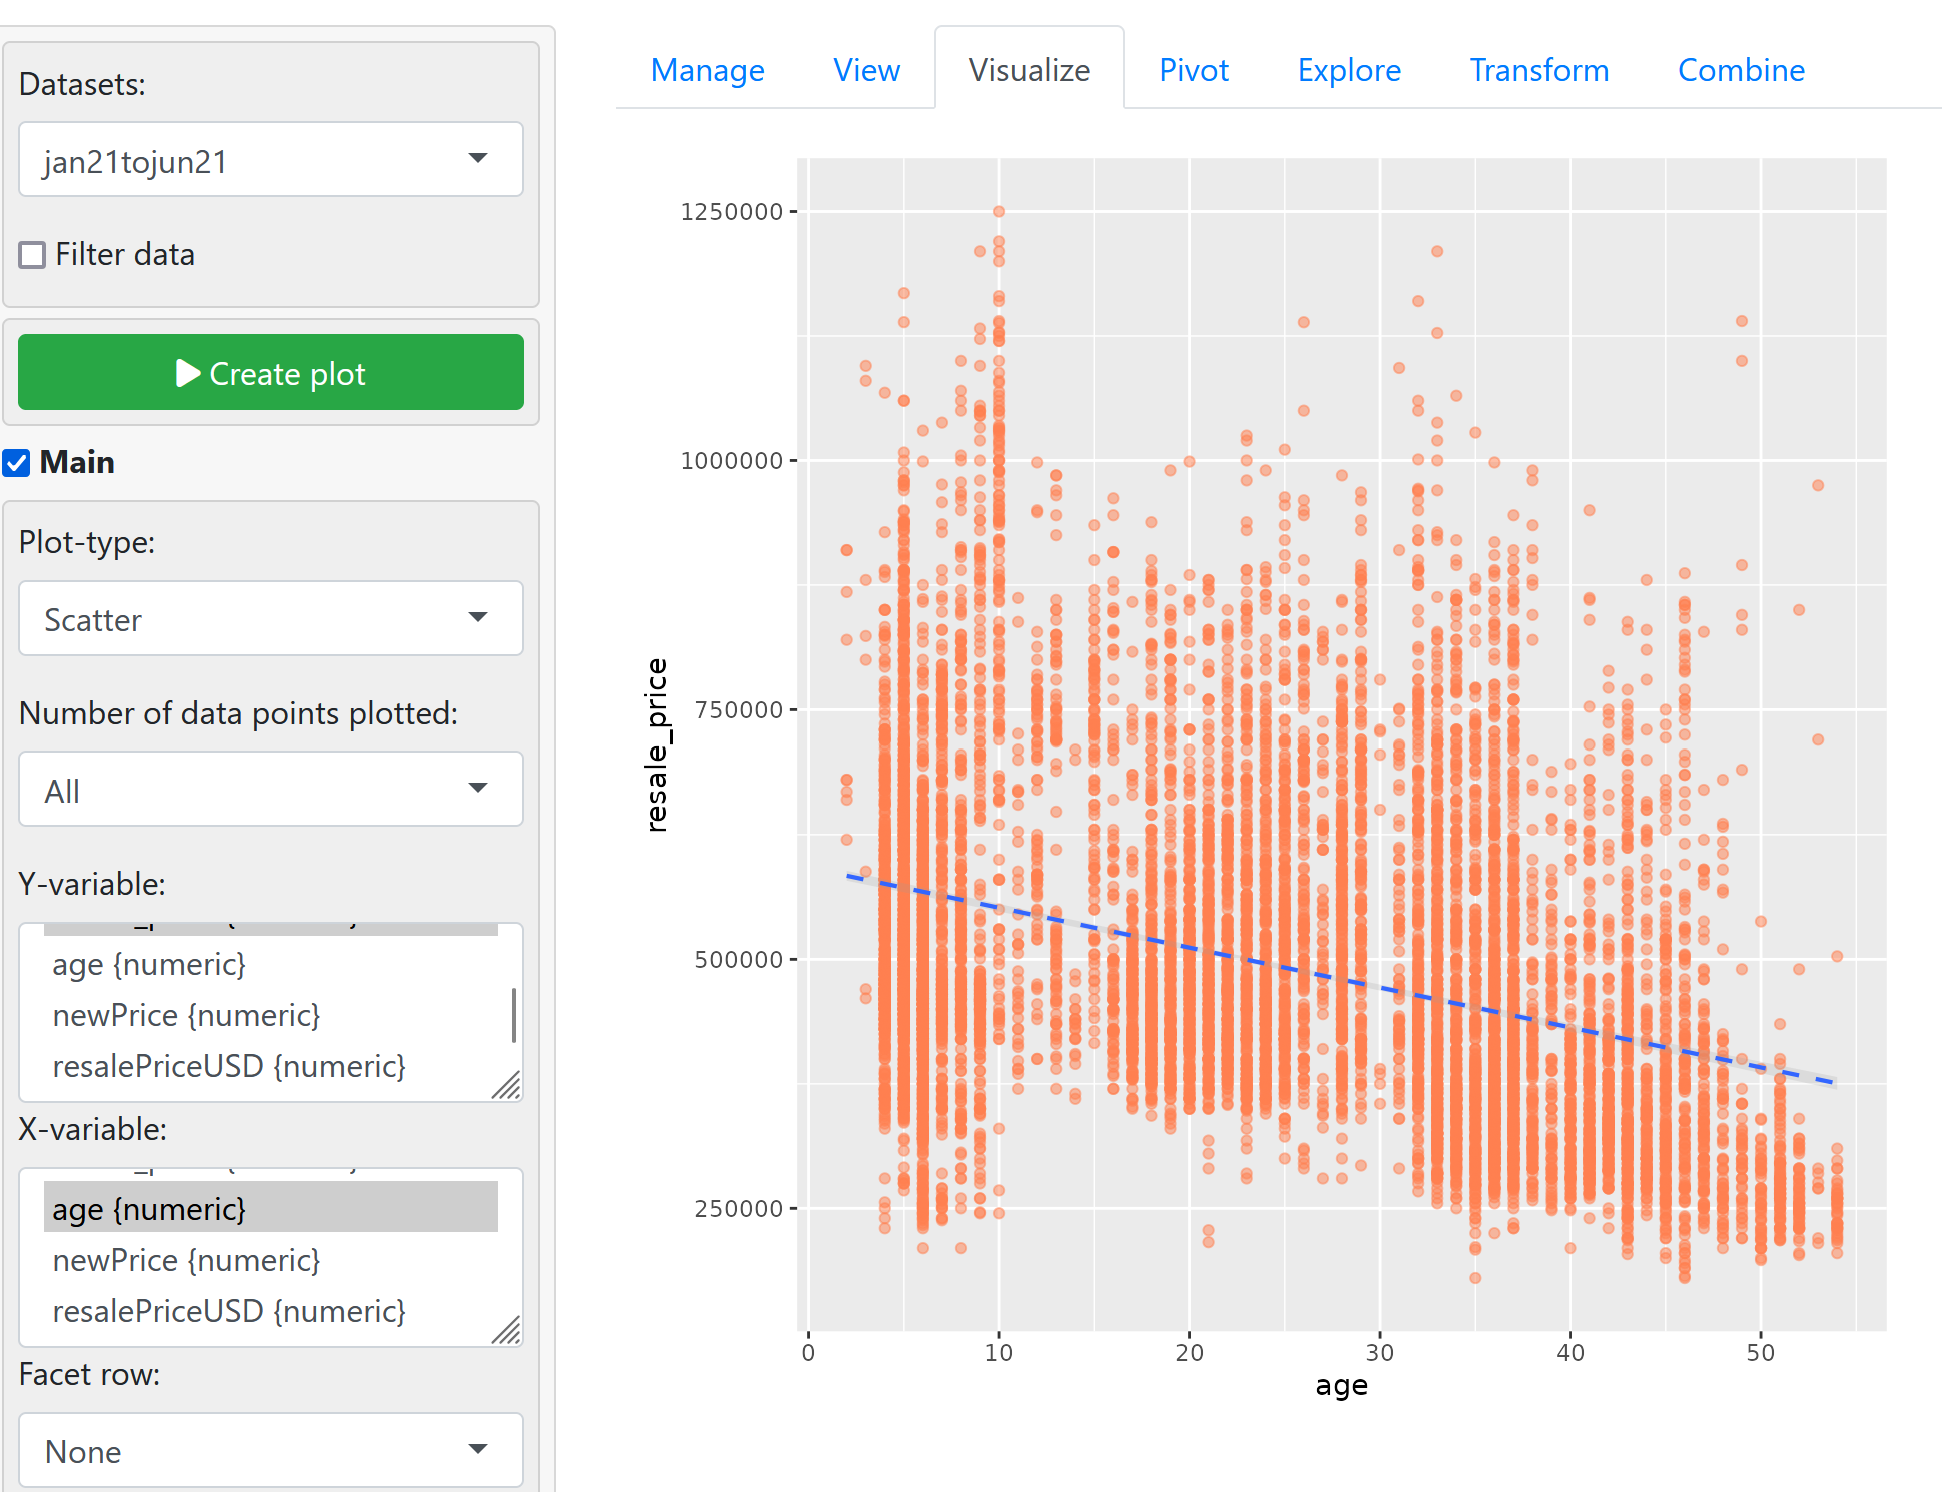 Datasets:
jan21tojun21
Filter data
Create plot
Main
Plot-type:
Scatter
Number of data points plotted:
All
Y-variable:
age {numeric}
newPrice {numeric}
resalePriceUSD {numeric}
X-variable:
age {numeric}
newPrice {numeric}
resalePriceUSD {numeric}
Facet row:
None
Manage View Visualize Pivot Explore Transform Combine
1250000
1000000
750000
500000
250000
resale_price
0 10 20 30 40 50
age